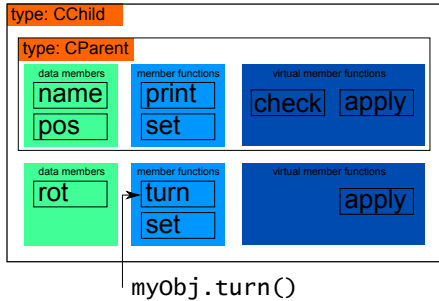 type: CChild
type: CParent
data members member functions virtual member functions
name print check apply
pos set
data members member functions virtual member functions
rot turn apply
set
myObj.turn()